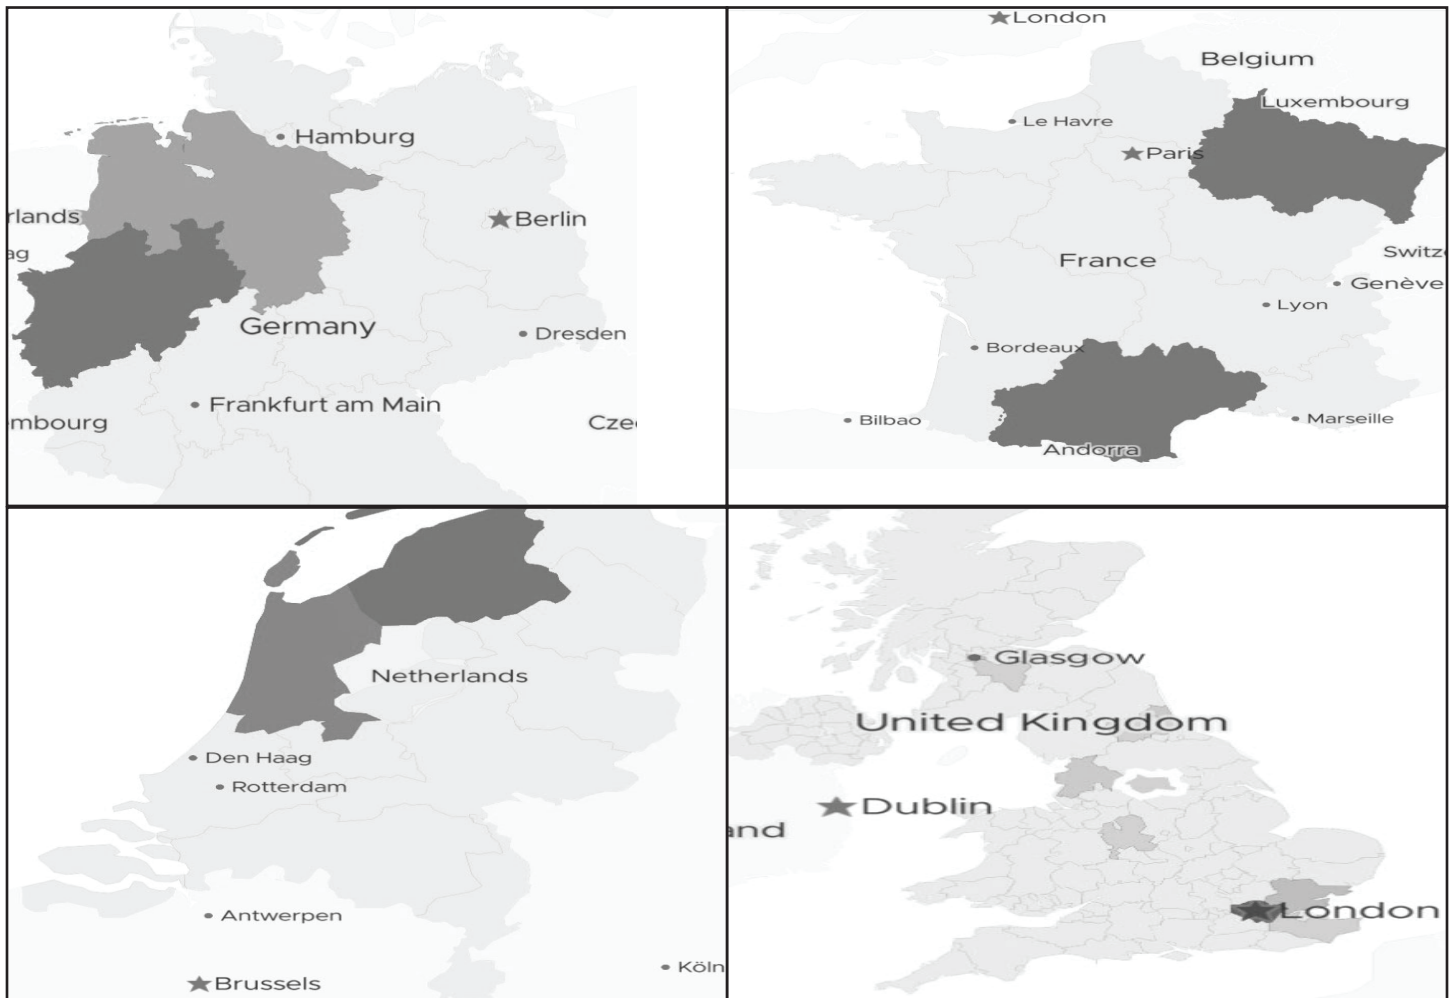 Hamburg
rlands
Berlin
ag
Germany
Dresden
Frankfurt am Main
mbourg
Cze
London
Belgium
Luxembourg
Le Havre
Paris
Switz
France
Genève
Lyon
Bordeaux
Marseille
Bilbao
Andorra
Netherlands
Den Haag
Rotterdam
Antwerpen
Köln
Brussels
Glasgow
United Kingdom
Dublin
and
London